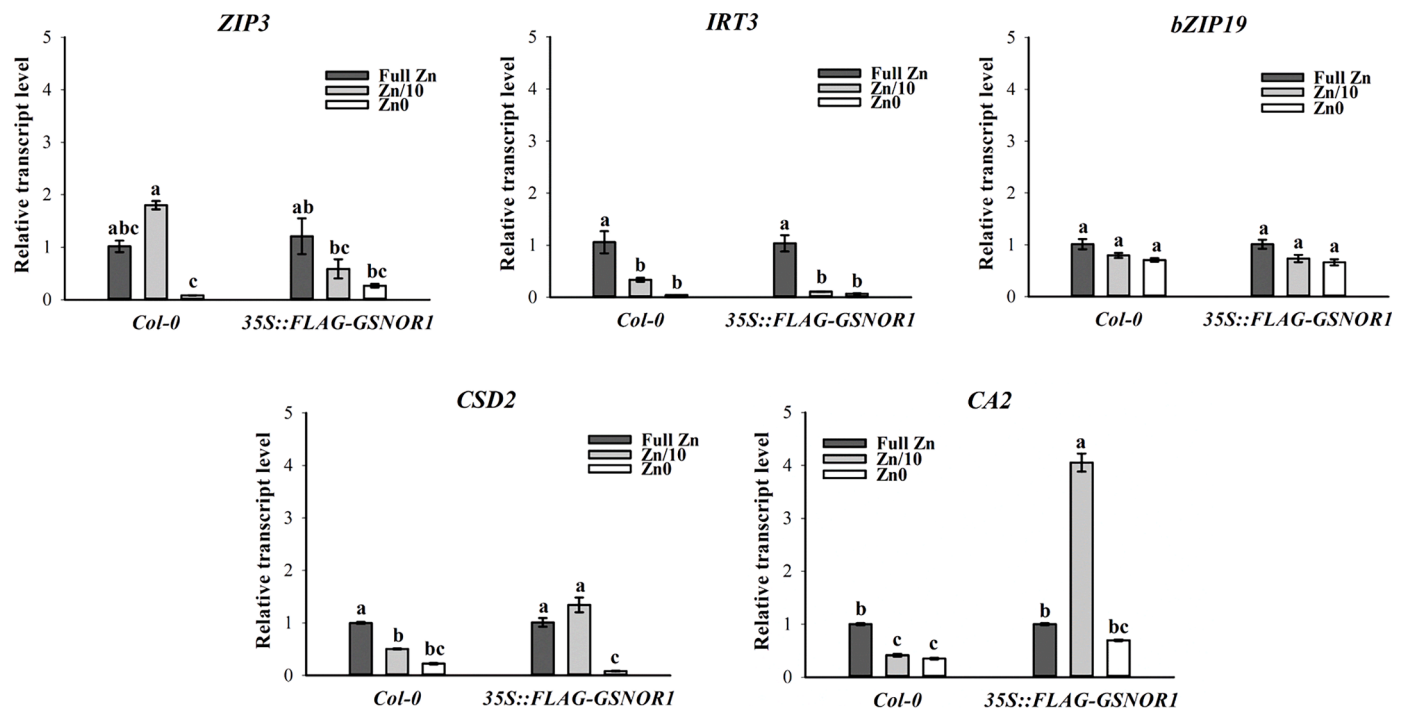 ZIP3
Relative transcript level
5
4
3
2
1
0
Full Zn
Zn/10
Zn0
abc
a
c
ab
bc
bc
Col-0
35S::FLAG-GSNOR1
IRT3
Relative transcript level
5
4
3
2
1
0
Full Zn
Zn/10
Zn0
a
b
b
a
b
b
Col-0
35S::FLAG-GSNOR1
bZIP19
Relative transcript level
5
4
3
2
1
0
Full Zn
Zn/10
Zn0
a
a
a
a
a
a
Col-0
35S::FLAG-GSNOR1
CSD2
Relative transcript level
5
4
3
2
1
0
Full Zn
Zn/10
Zn0
a
b
bc
a
a
c
Col-0
35S::FLAG-GSNOR1
CA2
Relative transcript level
5
4
3
2
1
0
Full Zn
Zn/10
Zn0
b
c
c
b
a
bc
Col-0
35S::FLAG-GSNOR1